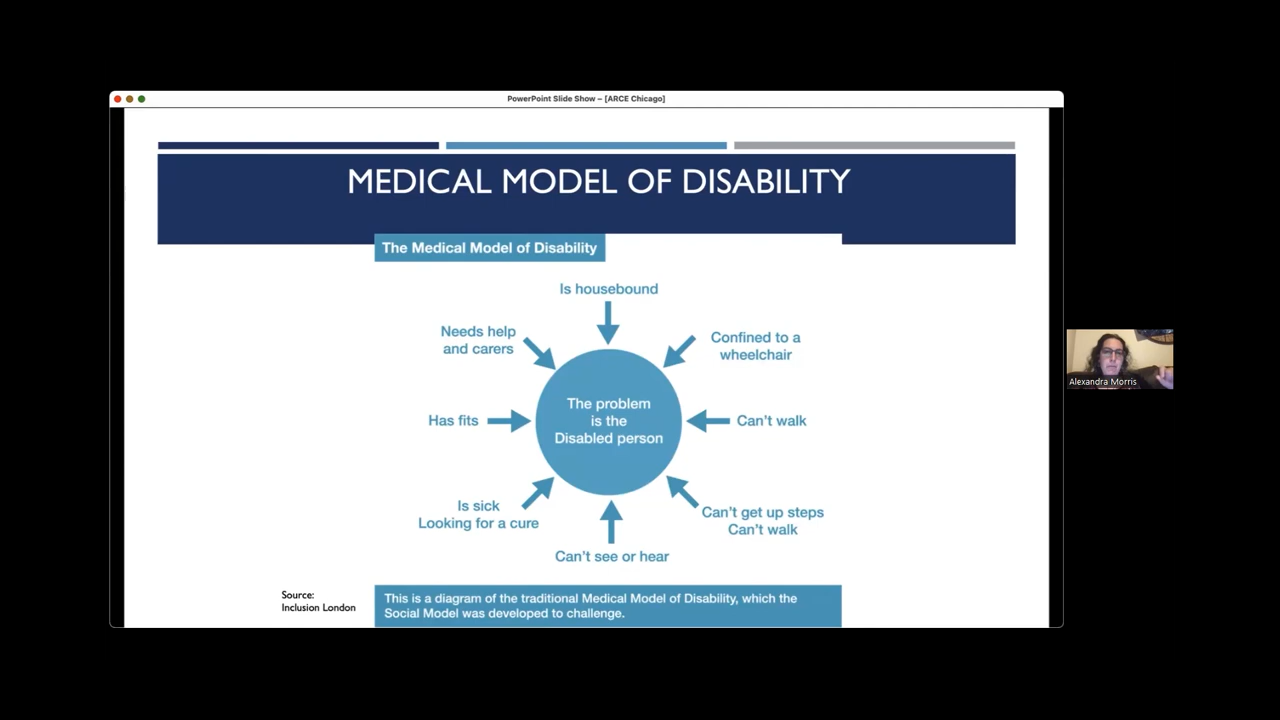 PowerPoint Slide Show – [ARCE Chicago]
MEDICAL MODEL OF DISABILITY
The Medical Model of Disability
Is housebound
Needs help
and carers
Confined to a
wheelchair
The problem
is the
Disabled person
Has fits
Can't walk
Is sick
Looking for a cure
Can't get up steps
Can't walk
Can't see or hear
Source:
Inclusion London
This is a diagram of the traditional Medical Model of Disability, which the
Social Model was developed to challenge.
Alexandra Morris